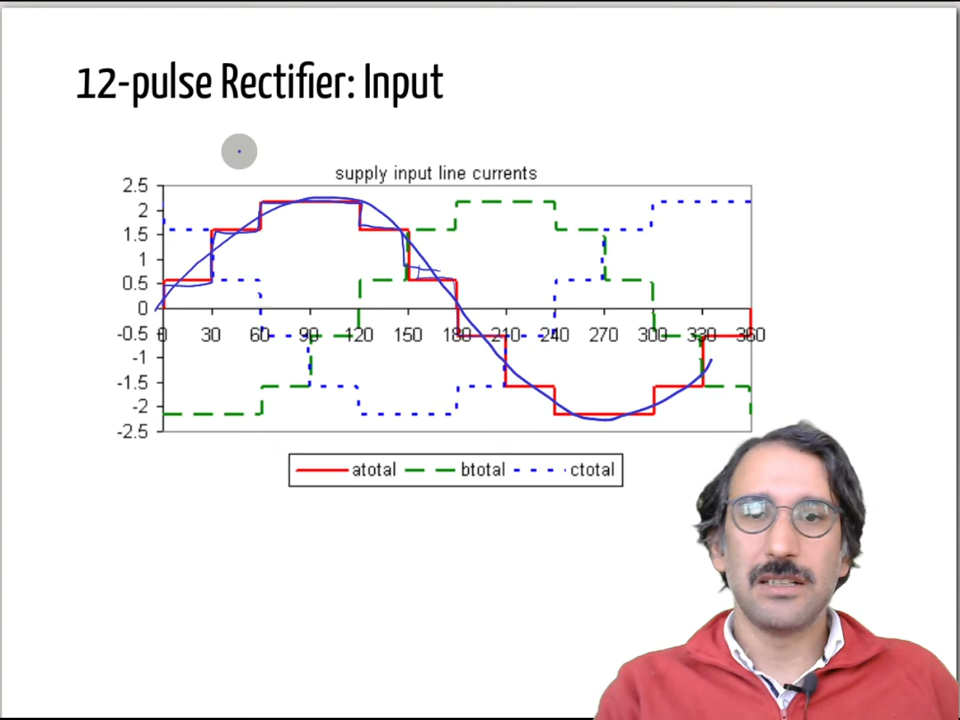 12-pulse Rectifier: Input
supply input line currents
2.5
2
1.5
1
0.5
0
-0.5
-1
-1.5
-2
-2.5
0 30 60 90 120 150 180 210 240 270 300 330 360
atotal btotal ctotal